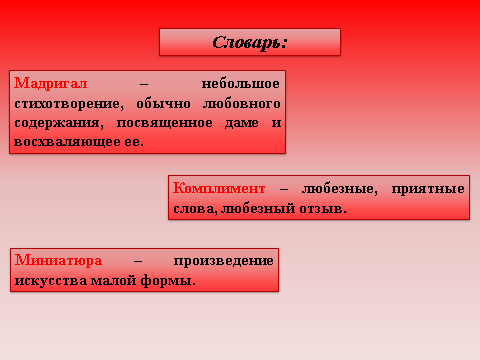 Словарь:
Мадригал – небольшое
стихотворение, обычно любовного
содержания, посвященное даме и
восхваляющее ее.
Комплимент – любезные, приятные
слова, любезный отзыв.
Миниатюра – произведение
искусства малой формы.